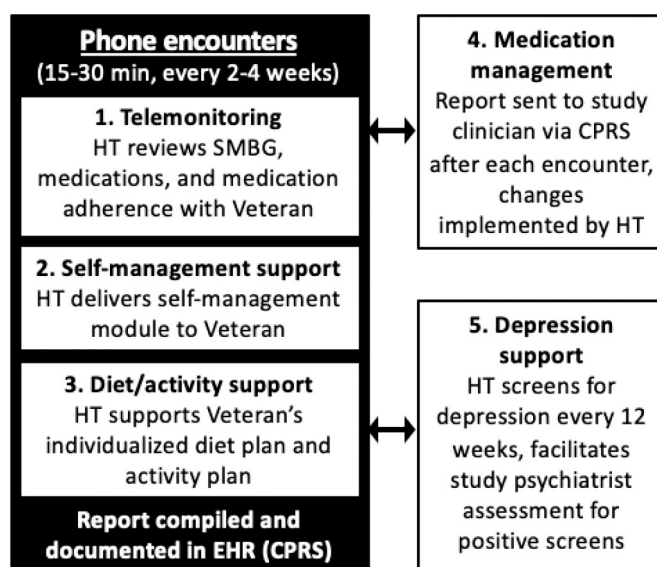 Phone encounters
(15-30 min, every 2-4 weeks)
1. Telemonitoring
HT reviews SMBG,
medications, and medication
adherence with Veteran
2. Self-management support
HT delivers self-management
module to Veteran
3. Diet/activity support
HT supports Veteran's
individualized diet plan and
activity plan
Report compiled and
documented in EHR (CPRS)
4. Medication
management
Report sent to study
clinician via CPRS
after each encounter,
changes
implemented by HT
5. Depression
support
HT screens for
depression every 12
weeks, facilitates
study psychiatrist
assessment for
positive screens